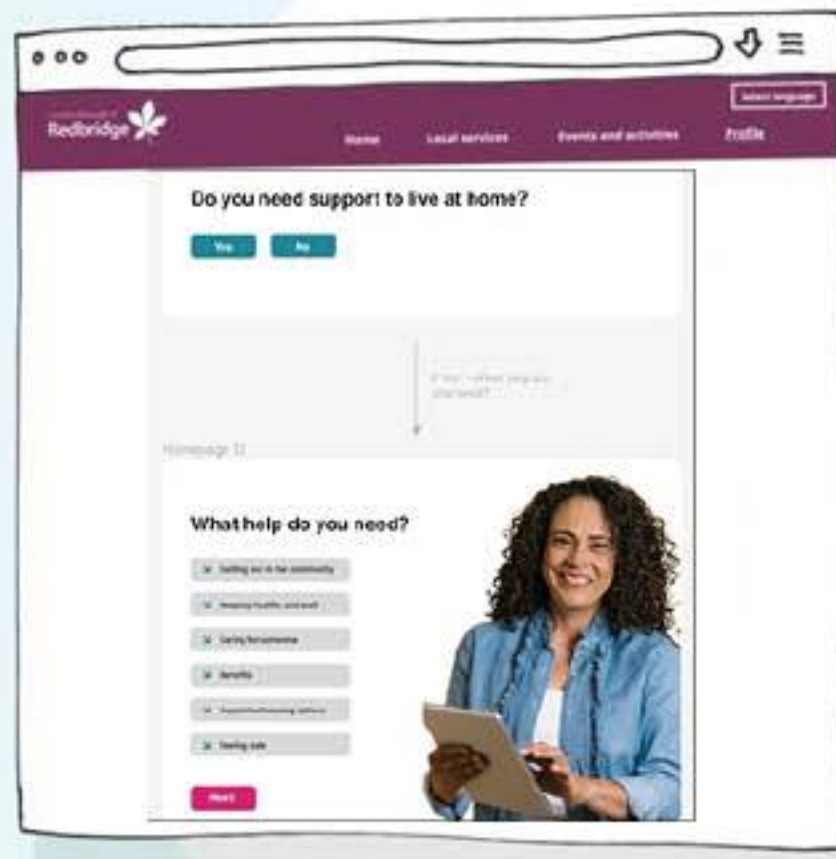 Select language
Redbridge
Home
Local services
Events and activities
Profile
Do you need support to live at home?
Yes
No
Homepage
What help do you need?
Getting out in the community
Keeping healthy and well
Caring for someone
Benefits
Staying safe
Next